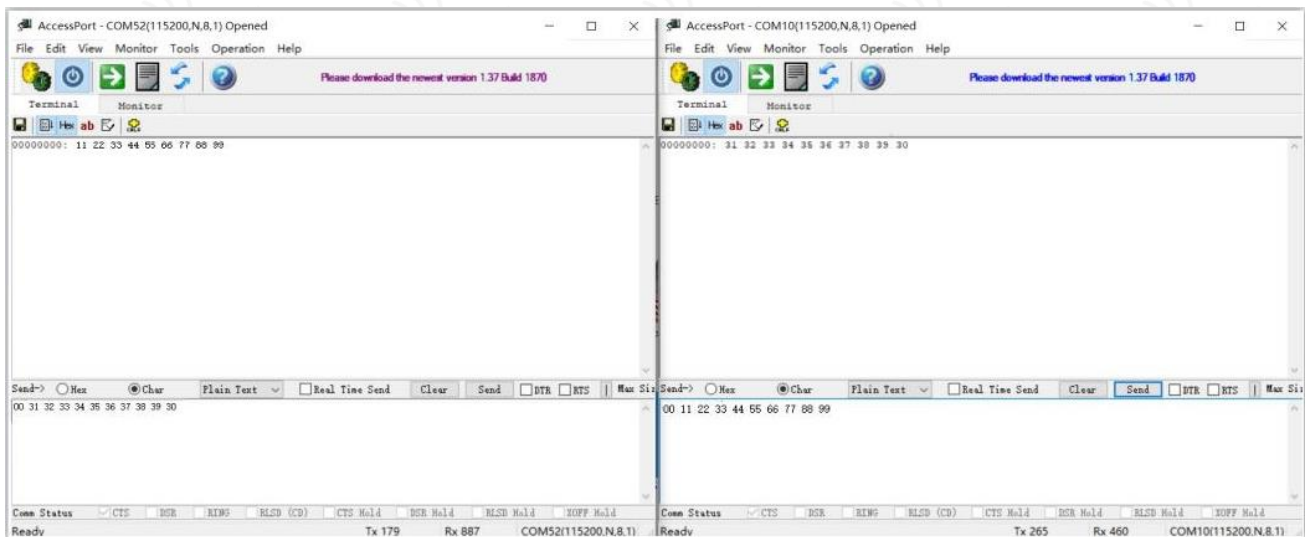 AccessPort - COM52(115200,N,8,1) Opened
File Edit View Monitor Tools Operation Help
Please download the newest version 1.37 Build 1870
Terminal Monitor
Hex ab
00000000: 11 22 33 44 55 66 77 88 99
Send-> Hex Char Plain Text Real Time Send Clear Send DTR RTS | Max Siz
00 31 32 33 34 35 36 37 38 39 30
Comm Status CTS DSR RING RLSD (CD) CTS Hold DSR Hold RLSD Hold XOFF Hold
Ready Tx 179 Rx 887 COM52(115200,N,8,1)
AccessPort - COM10(115200,N,8,1) Opened
File Edit View Monitor Tools Operation Help
Please download the newest version 1.37 Build 1870
Terminal Monitor
Hex ab
00000000: 31 32 33 34 35 36 37 38 39 30
Send-> Hex Char Plain Text Real Time Send Clear Send DTR RTS | Max Siz
00 11 22 33 44 55 66 77 88 99
Comm Status CTS DSR RING RLSD (CD) CTS Hold DSR Hold RLSD Hold XOFF Hold
Ready Tx 265 Rx 460 COM10(115200,N,8,1)